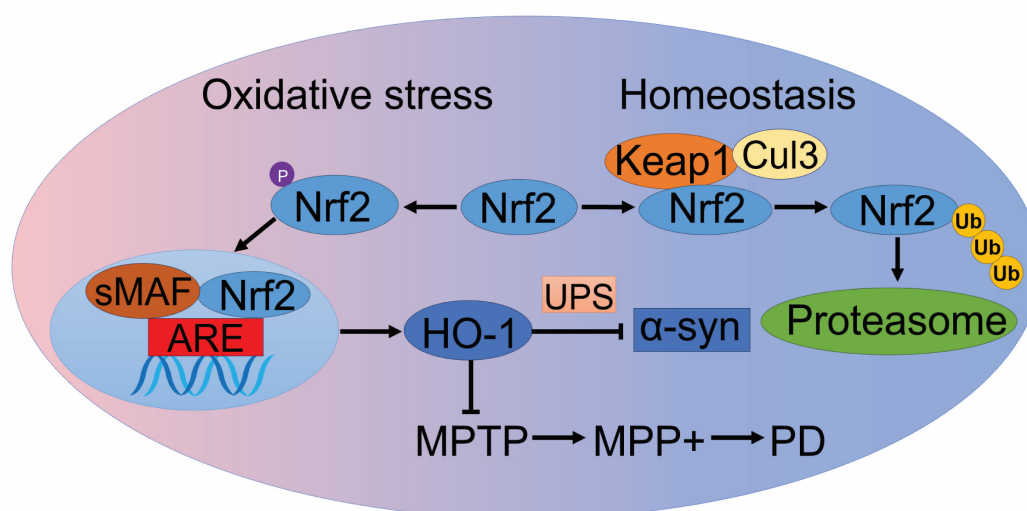 Oxidative stress
Homeostasis
Keap1
Cul3
P
Nrf2
Nrf2
Nrf2
Nrf2
Ub
Ub
Ub
sMAF
Nrf2
ARE
HO-1
UPS
α-syn
Proteasome
MPTP
MPP+
PD